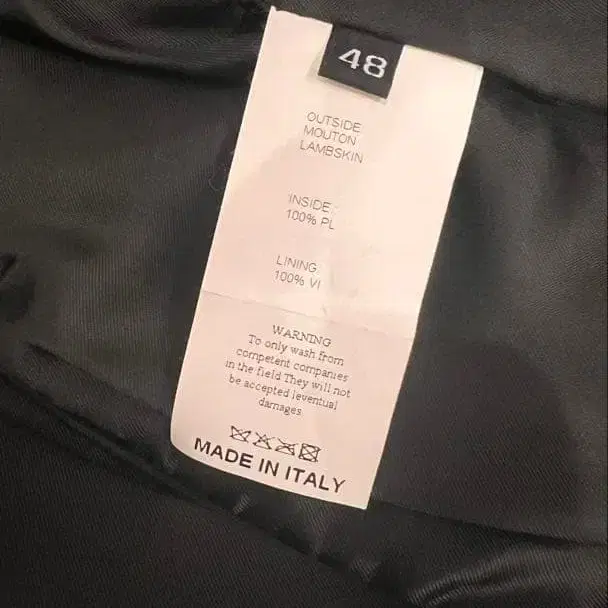 48
OUTSIDE
MOUTON
LAMBSKIN
INSIDE:
100% PL
LINING
100% VI
WARNING
To only wash from
competent companies
in the field They will not
be accepted leventual
damages
MADE IN ITALY